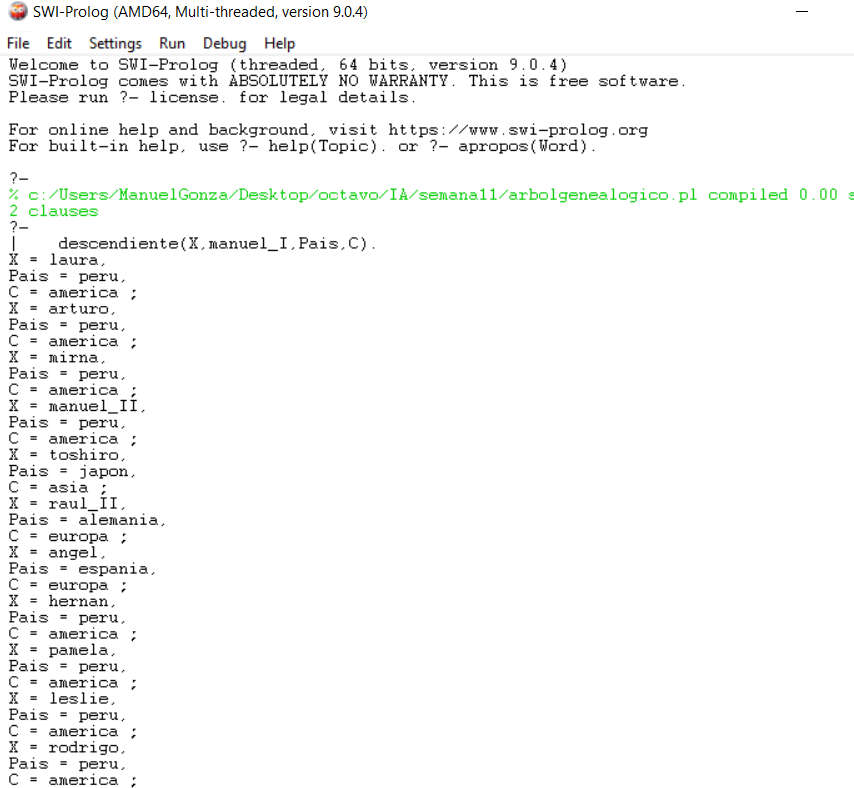 SWI-Prolog (AMD64, Multi-threaded, version 9.0.4)
File Edit Settings Run Debug Help
Welcome to SWI-Prolog (threaded, 64 bits, version 9.0.4)
SWI-Prolog comes with ABSOLUTELY NO WARRANTY. This is free software.
Please run ?- license. for legal details.
For online help and background, visit https://www.swi-prolog.org
For built-in help, use ?- help(Topic). or ?- apropos(Word).
?-
% c:/Users/ManuelGonza/Desktop/octavo/IA/semana11/arbolgenealogico.pl compiled 0.00 s
2 clauses
?-
| descendiente(X,manuel_I,Pais,C).
X = laura,
Pais = peru,
C = america ;
X = arturo,
Pais = peru,
C = america ;
X = mirna,
Pais = peru,
C = america ;
X = manuel_II,
Pais = peru,
C = america ;
X = toshiro,
Pais = japon,
C = asia ;
X = raul_II,
Pais = alemania,
C = europa ;
X = angel,
Pais = espania,
C = europa ;
X = hernan,
Pais = peru,
C = america ;
X = pamela,
Pais = peru,
C = america ;
X = leslie,
Pais = peru,
C = america ;
X = rodrigo,
Pais = peru,
C = america ;